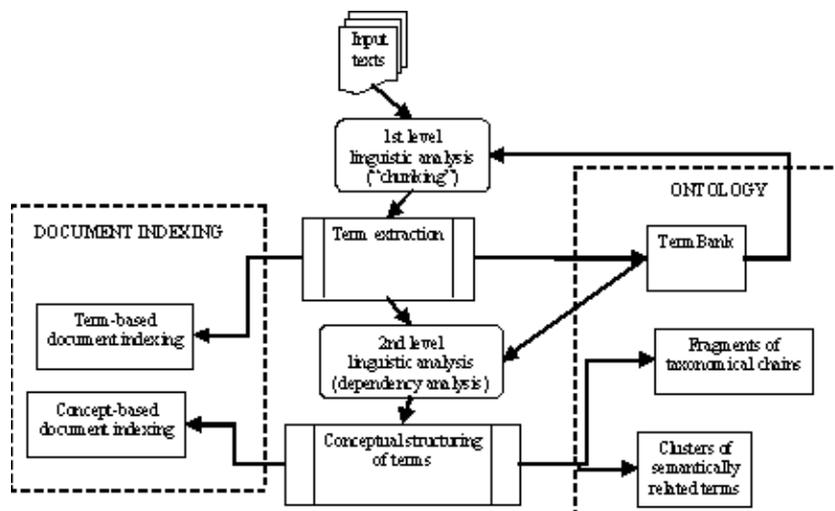 Input
texts
1st level
linguistic analysis
("chunking")
ONTOLOGY
DOCUMENT INDEXING
Term extraction
Term Bank
Term-based
document indexing
2nd level
linguistic analysis
(dependency analysis)
Fragments of
taxonomical chains
Concept-based
document indexing
Conceptual structuring
of terms
Clusters of
semantically
related terms